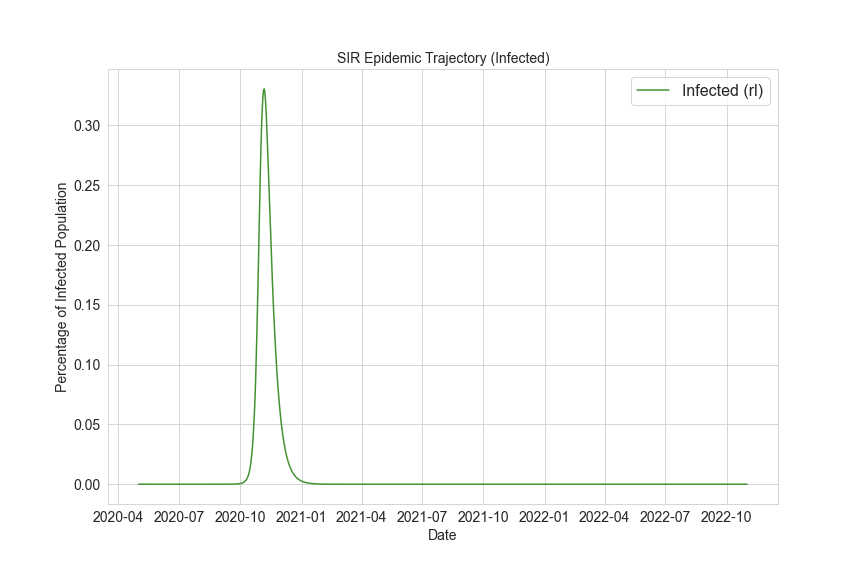 SIR Epidemic Trajectory (Infected)
Infected (rI)
Percentage of Infected Population
0.30
0.25
0.20
0.15
0.10
0.05
0.00
2020-04 2020-07 2020-10 2021-01 2021-04 2021-07 2021-10 2022-01 2022-04 2022-07 2022-10
Date